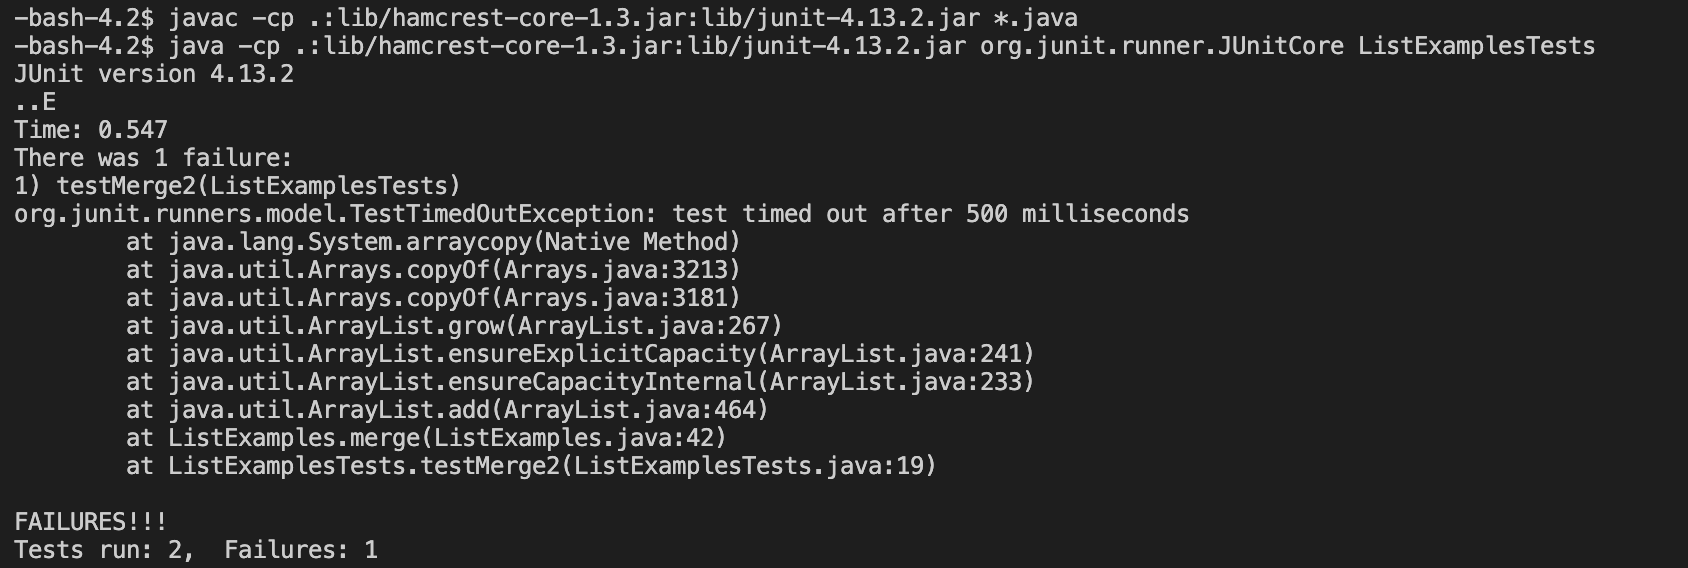 -bash-4.2$ javac -cp .:lib/hamcrest-core-1.3.jar:lib/junit-4.13.2.jar *.java
-bash-4.2$ java -cp .:lib/hamcrest-core-1.3.jar:lib/junit-4.13.2.jar org.junit.runner.JUnitCore ListExamplesTests
JUnit version 4.13.2
..E
Time: 0.547
There was 1 failure:
1) testMerge2(ListExamplesTests)
org.junit.runners.model.TestTimedOutException: test timed out after 500 milliseconds
        at java.lang.System.arraycopy(Native Method)
        at java.util.Arrays.copyOf(Arrays.java:3213)
        at java.util.Arrays.copyOf(Arrays.java:3181)
        at java.util.ArrayList.grow(ArrayList.java:267)
        at java.util.ArrayList.ensureExplicitCapacity(ArrayList.java:241)
        at java.util.ArrayList.ensureCapacityInternal(ArrayList.java:233)
        at java.util.ArrayList.add(ArrayList.java:464)
        at ListExamples.merge(ListExamples.java:42)
        at ListExamplesTests.testMerge2(ListExamplesTests.java:19)

FAILURES!!!
Tests run: 2,  Failures: 1